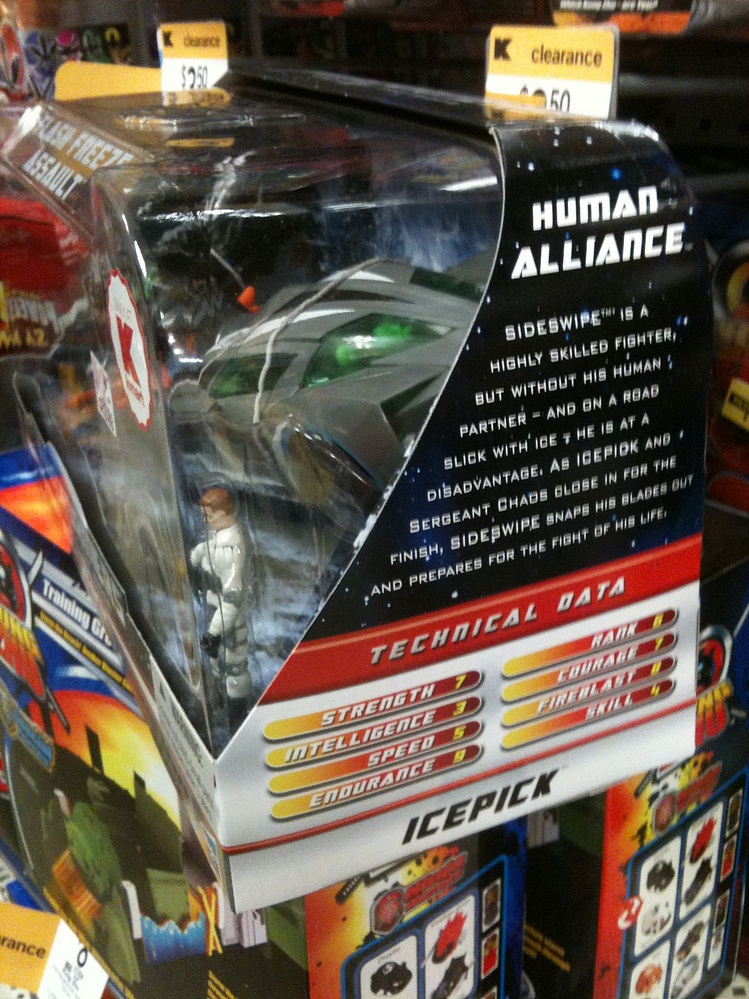 K clearance
$3.50
K clearance
50
FLASH FREEZE
ASSAULT
HUMAN
ALLIANCE
K
SIDESWIPE™ IS A
HIGHLY SKILLED FIGHTER,
BUT WITHOUT HIS HUMAN
PARTNER – AND ON A ROAD
SLICK WITH ICE – HE IS AT A
DISADVANTAGE. AS ICEPICK AND
SERGEANT CHAOS CLOSE IN FOR THE
FINISH, SIDESWIPE SNAPS HIS BLADES OUT
AND PREPARES FOR THE FIGHT OF HIS LIFE.
TECHNICAL DATA
STRENGTH 7
INTELLIGENCE 3
SPEED 5
ENDURANCE 9
RANK 6
COURAGE 7
FIREBLAST 8
SKILL 4
ICEPICK
Training